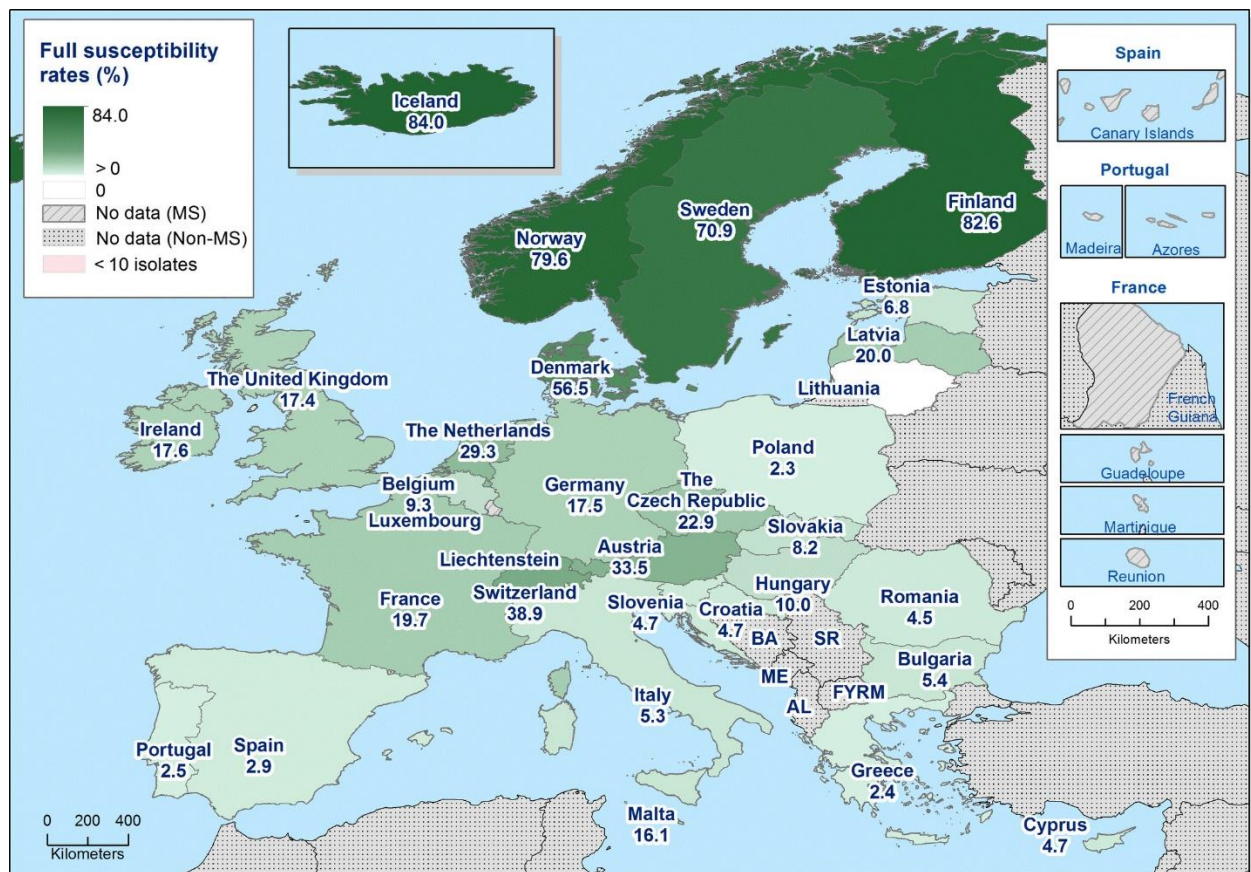 Full susceptibility
rates (%)
84.0
> 0
0
No data (MS)
No data (Non-MS)
< 10 isolates
Iceland
84.0
Norway
79.6
Sweden
70.9
Finland
82.6
Estonia
6.8
Latvia
20.0
Lithuania
Denmark
56.5
The United Kingdom
17.4
Ireland
17.6
The Netherlands
29.3
Belgium
9.3
Luxembourg
Germany
17.5
Poland
2.3
The
Czech Republic
22.9
Slovakia
8.2
Liechtenstein
Austria
33.5
Hungary
10.0
Romania
4.5
France
19.7
Switzerland
38.9
Slovenia
4.7
Croatia
4.7
BA
SR
ME
AL
FYRM
Bulgaria
5.4
Italy
5.3
Portugal
2.5
Spain
2.9
Greece
2.4
Malta
16.1
Cyprus
4.7
0 200 400
Kilometers
Spain
Canary Islands
Portugal
Madeira
Azores
France
French
Guiana
Guadeloupe
Martinique
Reunion
0 200 400
Kilometers